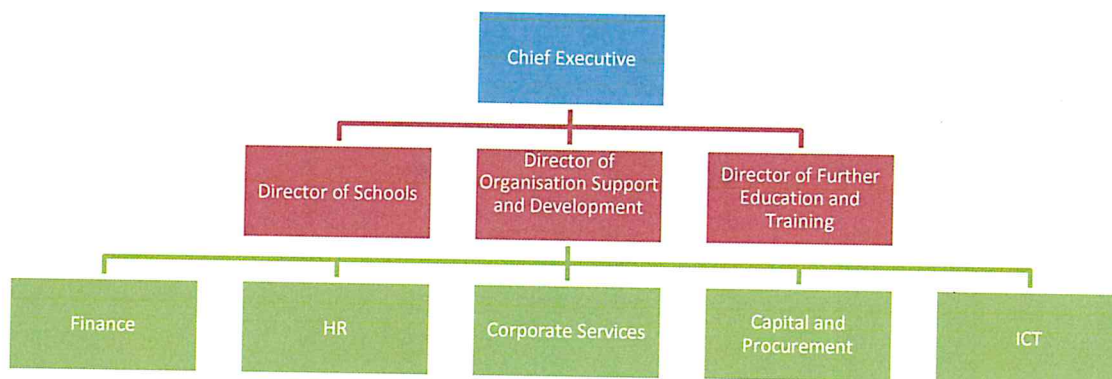 Chief Executive
Director of Schools
Director of
Organisation Support
and Development
Director of Further
Education and
Training
Finance
HR
Corporate Services
Capital and
Procurement
ICT